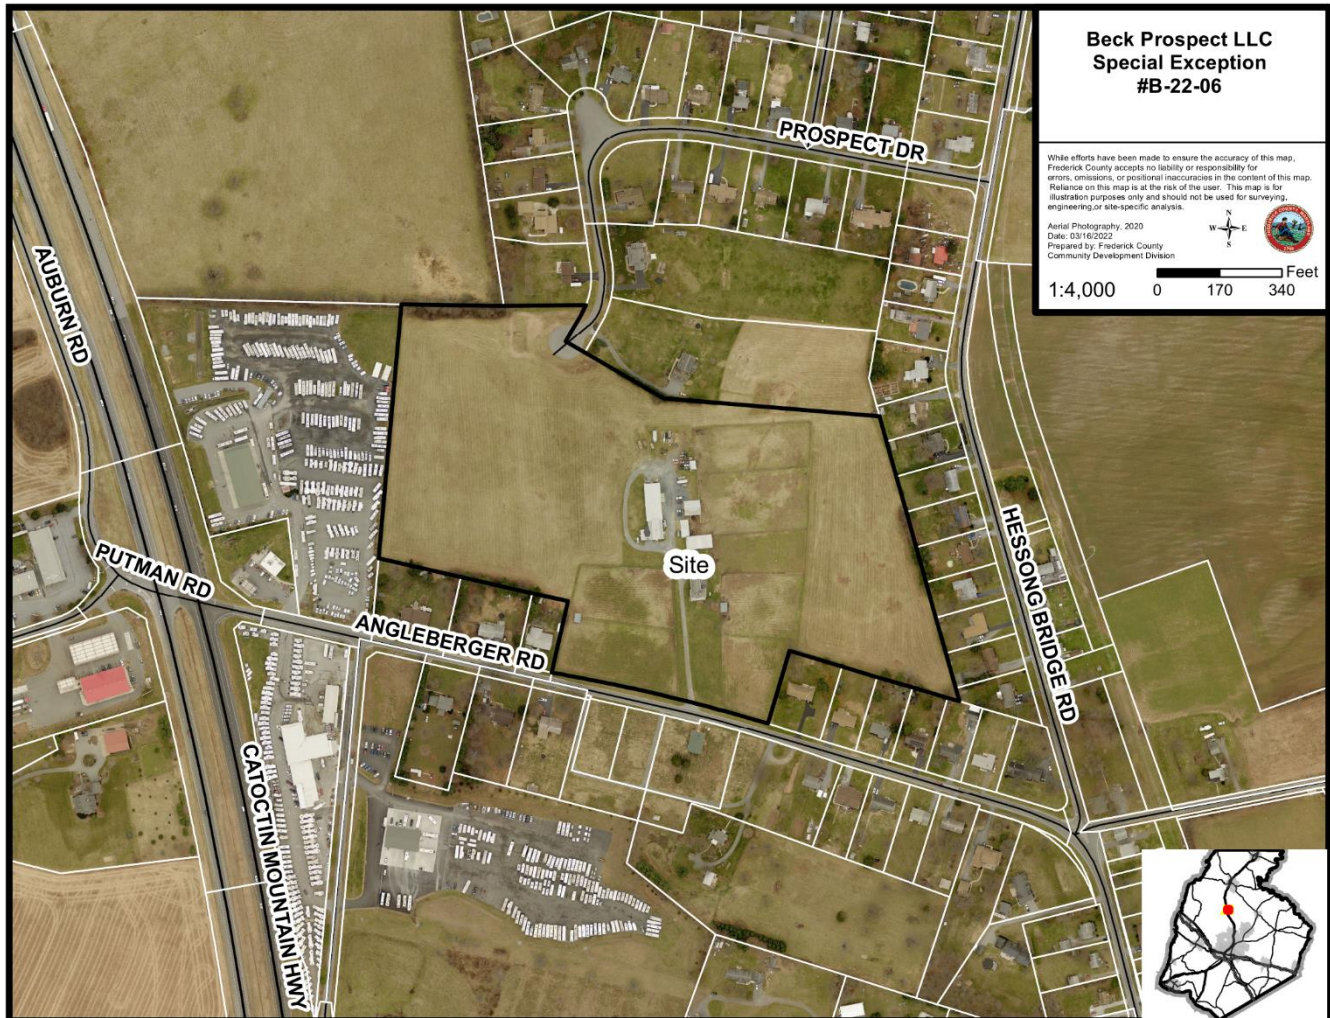 Beck Prospect LLC
Special Exception
#B-22-06
While efforts have been made to ensure the accuracy of this map,
Frederick County accepts no liability or responsibility for
errors, omissions, or positional inaccuracies in the content of this map.
Reliance on this map is at the risk of the user. This map is for
illustration purposes only and should not be used for surveying,
engineering,or site-specific analysis.
Aerial Photography, 2020
Date: 03/16/2022
Prepared by: Frederick County
Community Development Division
N
W
E
S
1:4,000
0 170 340
Feet
PROSPECT DR
AUBURN RD
PUTMAN RD
ANGLEBERGER RD
Site
HESSONG BRIDGE RD
CATOCTIN MOUNTAIN HWY